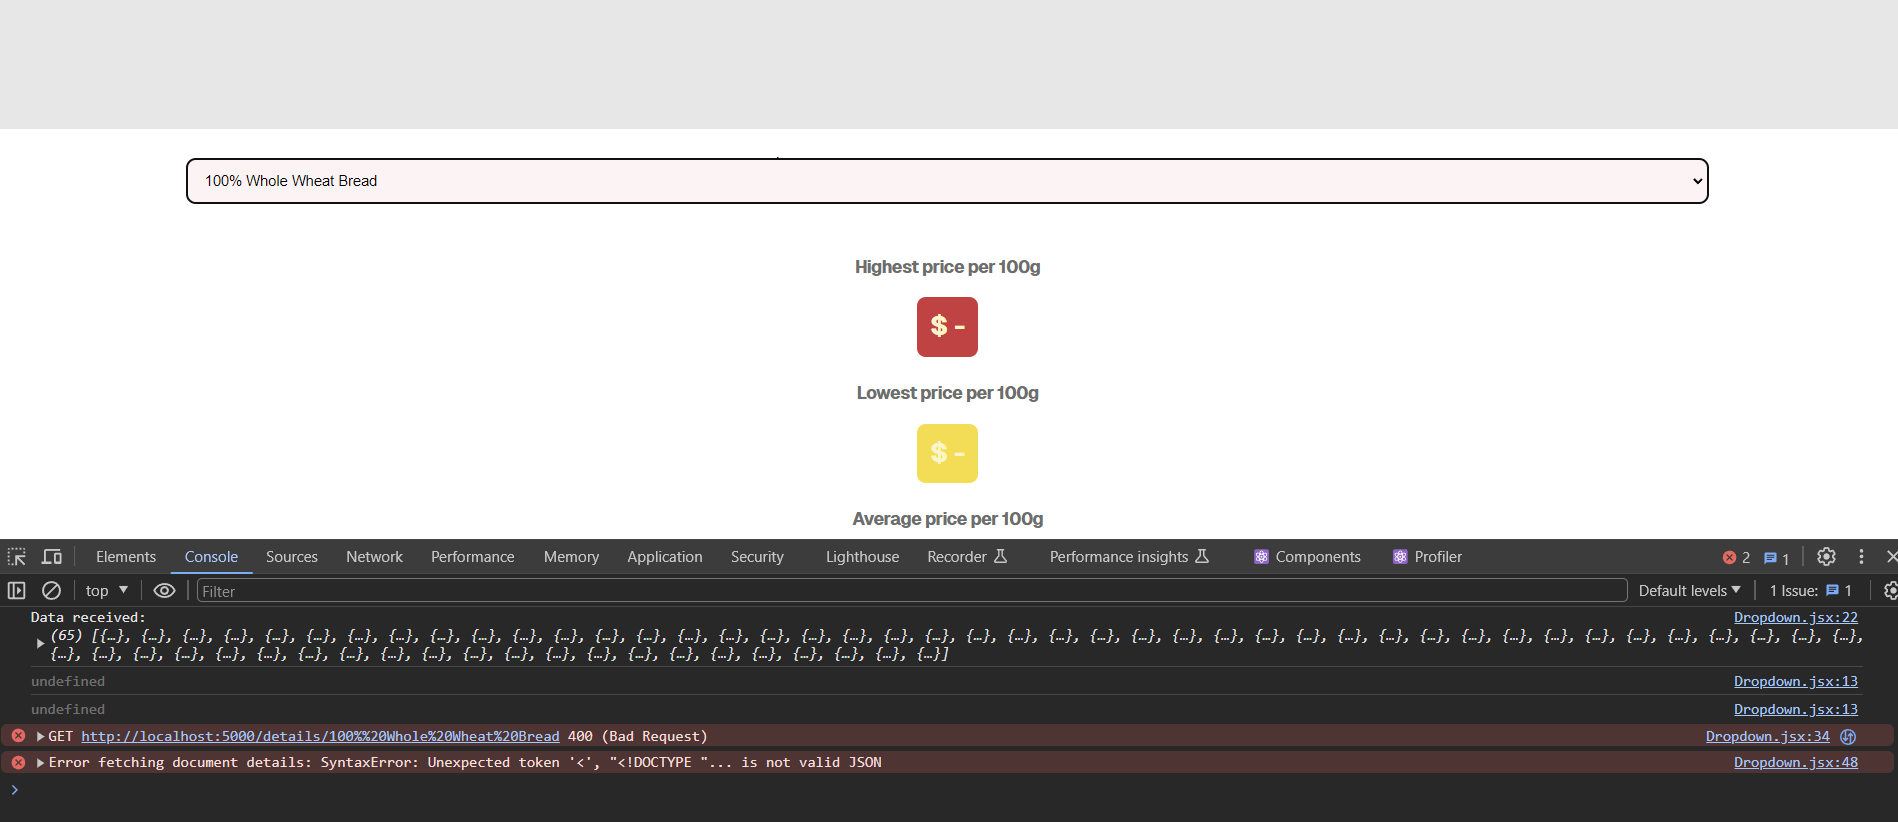 100% Whole Wheat Bread
Highest price per 100g
$ -
Lowest price per 100g
$ -
Average price per 100g
Elements Console Sources Network Performance Memory Application Security Lighthouse Recorder Performance insights Components Profiler 2 1
top Filter Default levels 1 Issue: 1
Data received: Dropdown.jsx:22
(65) [{…}, {…}, {…}, {…}, {…}, {…}, {…}, {…}, {…}, {…}, {…}, {…}, {…}, {…}, {…}, {…}, {…}, {…}, {…}, {…}, {…}, {…}, {…}, {…}, {…}, {…}, {…}, {…}, {…}, {…}, {…}, {…}, {…}, {…}, {…}, {…}, {…}, {…}, {…}, {…}, {…}, {…}, {…},
{…}, {…}, {…}, {…}, {…}, {…}, {…}, {…}, {…}, {…}, {…}, {…}, {…}, {…}, {…}, {…}, {…}, {…}, {…}, {…}, {…}, {…}]
undefined Dropdown.jsx:13
undefined Dropdown.jsx:13
GET http://localhost:5000/details/100%%20Whole%20Wheat%20Bread 400 (Bad Request) Dropdown.jsx:34
Error fetching document details: SyntaxError: Unexpected token '<', "<!DOCTYPE "... is not valid JSON Dropdown.jsx:48